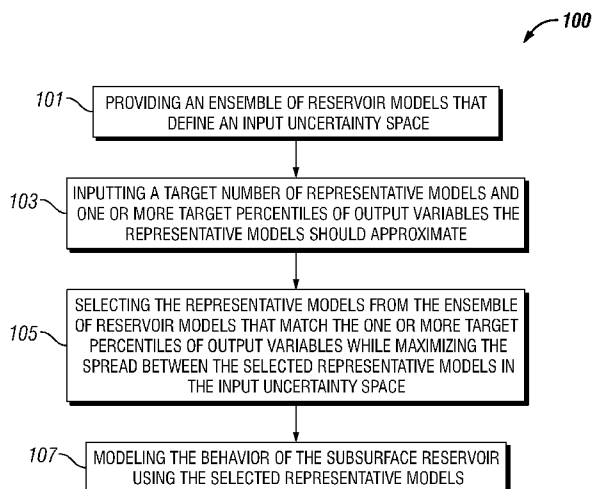 100
101
PROVIDING AN ENSEMBLE OF RESERVOIR MODELS THAT
DEFINE AN INPUT UNCERTAINTY SPACE
103
INPUTTING A TARGET NUMBER OF REPRESENTATIVE MODELS AND
ONE OR MORE TARGET PERCENTILES OF OUTPUT VARIABLES THE
REPRESENTATIVE MODELS SHOULD APPROXIMATE
105
SELECTING THE REPRESENTATIVE MODELS FROM THE ENSEMBLE
OF RESERVOIR MODELS THAT MATCH THE ONE OR MORE TARGET
PERCENTILES OF OUTPUT VARIABLES WHILE MAXIMIZING THE
SPREAD BETWEEN THE SELECTED REPRESENTATIVE MODELS IN
THE INPUT UNCERTAINTY SPACE
107
MODELING THE BEHAVIOR OF THE SUBSURFACE RESERVOIR
USING THE SELECTED REPRESENTATIVE MODELS